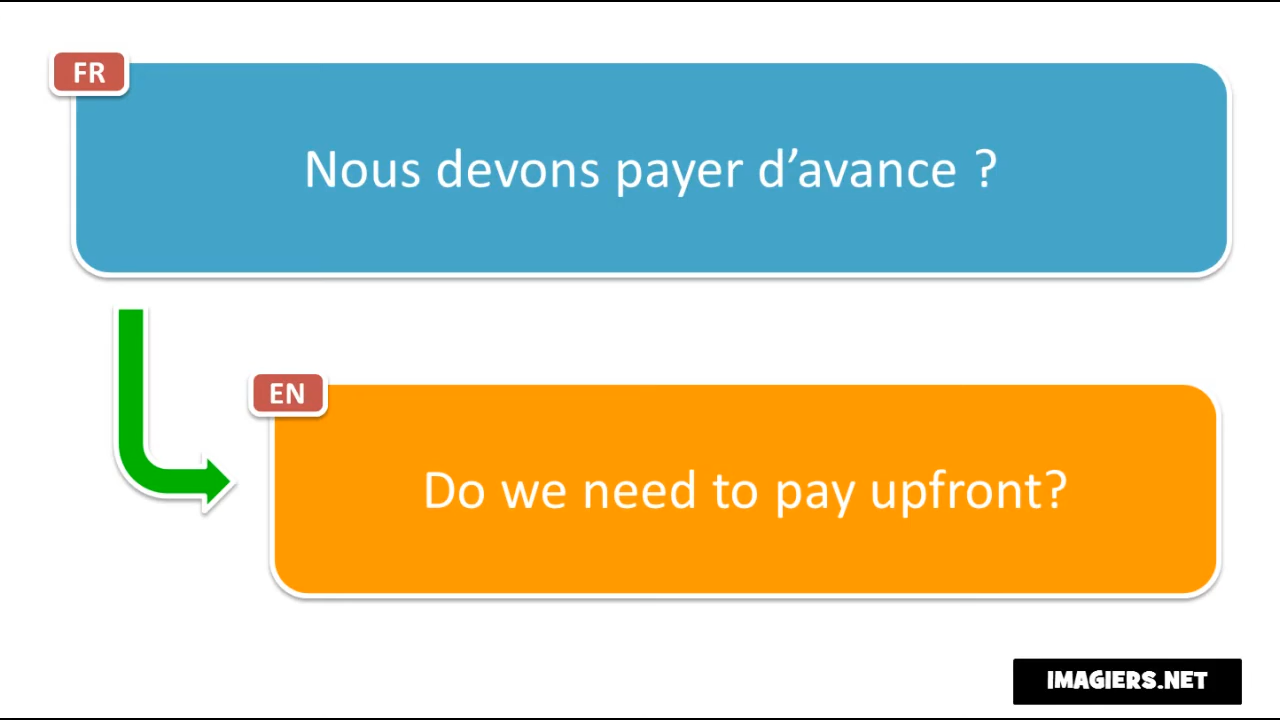 FR
Nous devons payer d’avance ?
EN
Do we need to pay upfront?
IMAGIERS.NET